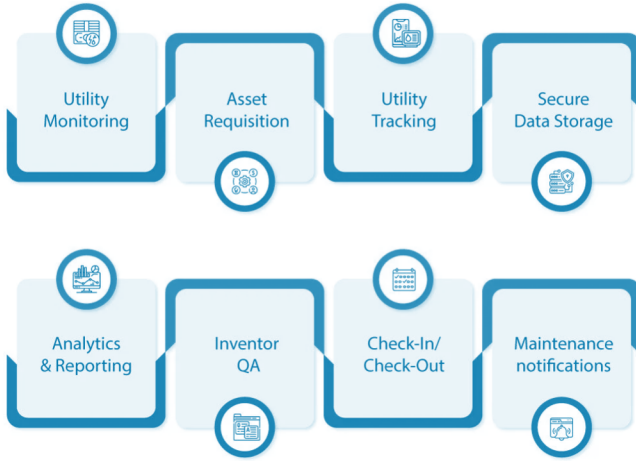 Utility
Monitoring
Asset
Requisition
Utility
Tracking
Secure
Data Storage
Analytics
& Reporting
Inventor
QA
Check-In/
Check-Out
Maintenance
notifications